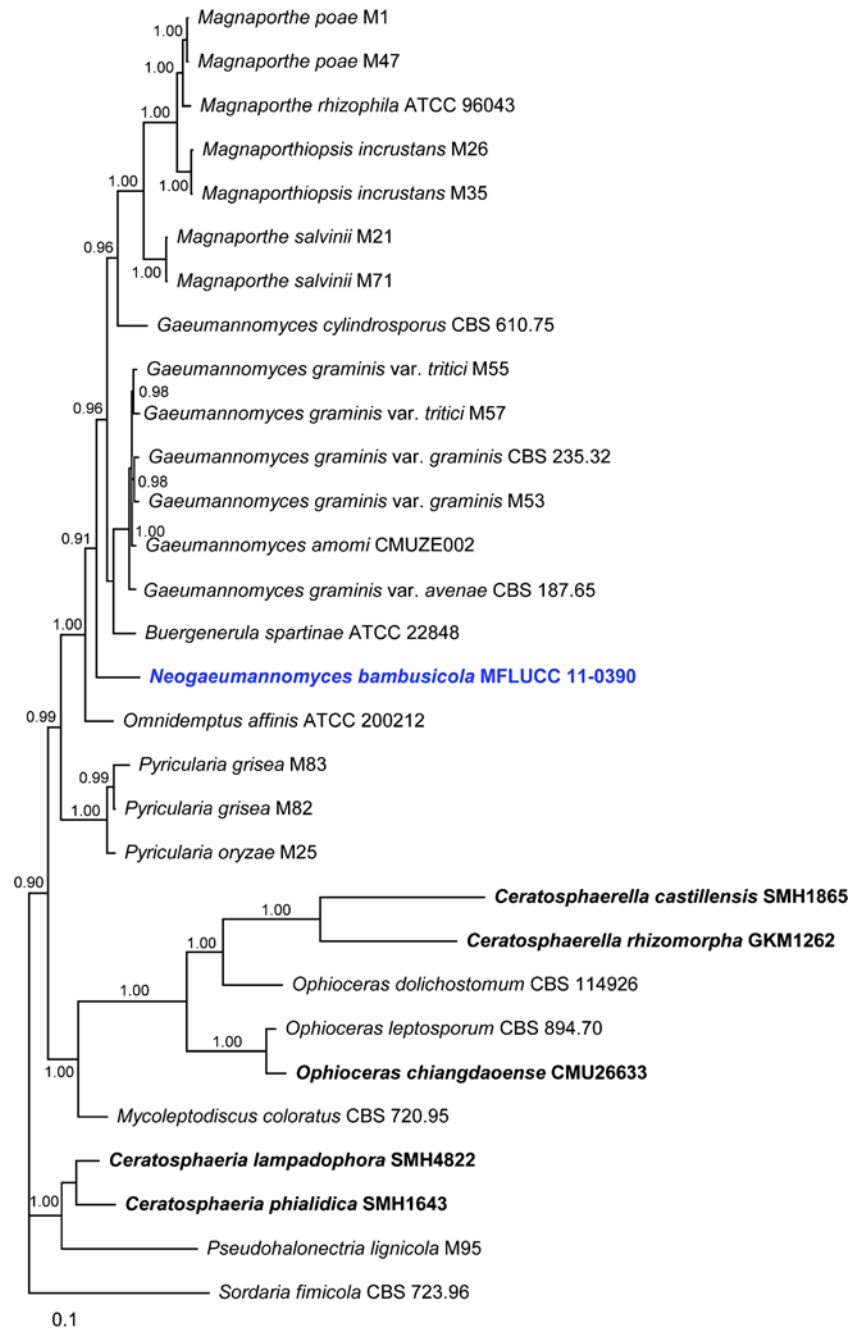 Magnaporthe poae M1
1.00
1.00
Magnaporthe poae M47
Magnaporthe rhizophila ATCC 96043
1.00
Magnaporthiopsis incrustans M26
1.00
1.00
Magnaporthiopsis incrustans M35
Magnaporthe salvinii M21
0.96
1.00
Magnaporthe salvinii M71
Gaeumannomyces cylindrosporus CBS 610.75
Gaeumannomyces graminis var. tritici M55
0.98
0.96
Gaeumannomyces graminis var. tritici M57
Gaeumannomyces graminis var. graminis CBS 235.32
0.98
Gaeumannomyces graminis var. graminis M53
1.00
0.91
Gaeumannomyces amomi CMUZE002
Gaeumannomyces graminis var. avenae CBS 187.65
1.00
Buergenerula spartinae ATCC 22848
Neogaeumannomyces bambusicola MFLUCC 11-0390
0.99
Omnidemptus affinis ATCC 200212
Pyricularia grisea M83
0.99
1.00
Pyricularia grisea M82
Pyricularia oryzae M25
0.90
Ceratosphaerella castillensis SMH1865
1.00
Ceratosphaerella rhizomorpha GKM1262
1.00
Ophioceras dolichostomum CBS 114926
1.00
Ophioceras leptosporum CBS 894.70
1.00
Ophioceras chiangdaoense CMU26633
1.00
Mycoleptodiscus coloratus CBS 720.95
Ceratosphaeria lampadophora SMH4822
1.00
Ceratosphaeria phialidica SMH1643
Pseudohalonectria lignicola M95
Sordaria fimicola CBS 723.96
0.1